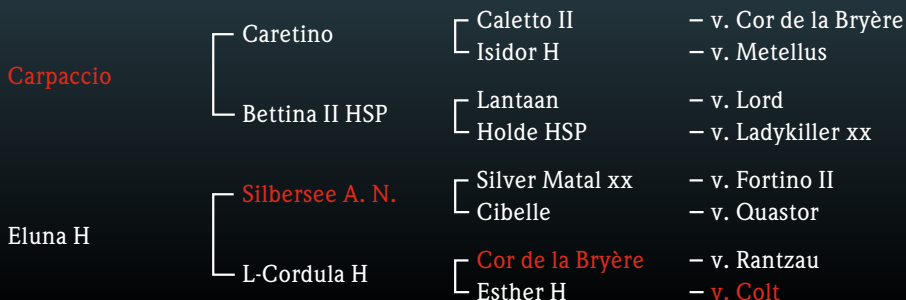 Caletto II – v. Cor de la Bryère
Caretino
Isidor H – v. Metellus
Carpaccio
Lantaan – v. Lord
Bettina II HSP
Holde HSP – v. Ladykiller xx
Silver Matal xx – v. Fortino II
Silbersee A. N.
Cibelle – v. Quastor
Eluna H
Cor de la Bryère – v. Rantzau
L-Cordula H
Esther H – v. Colt